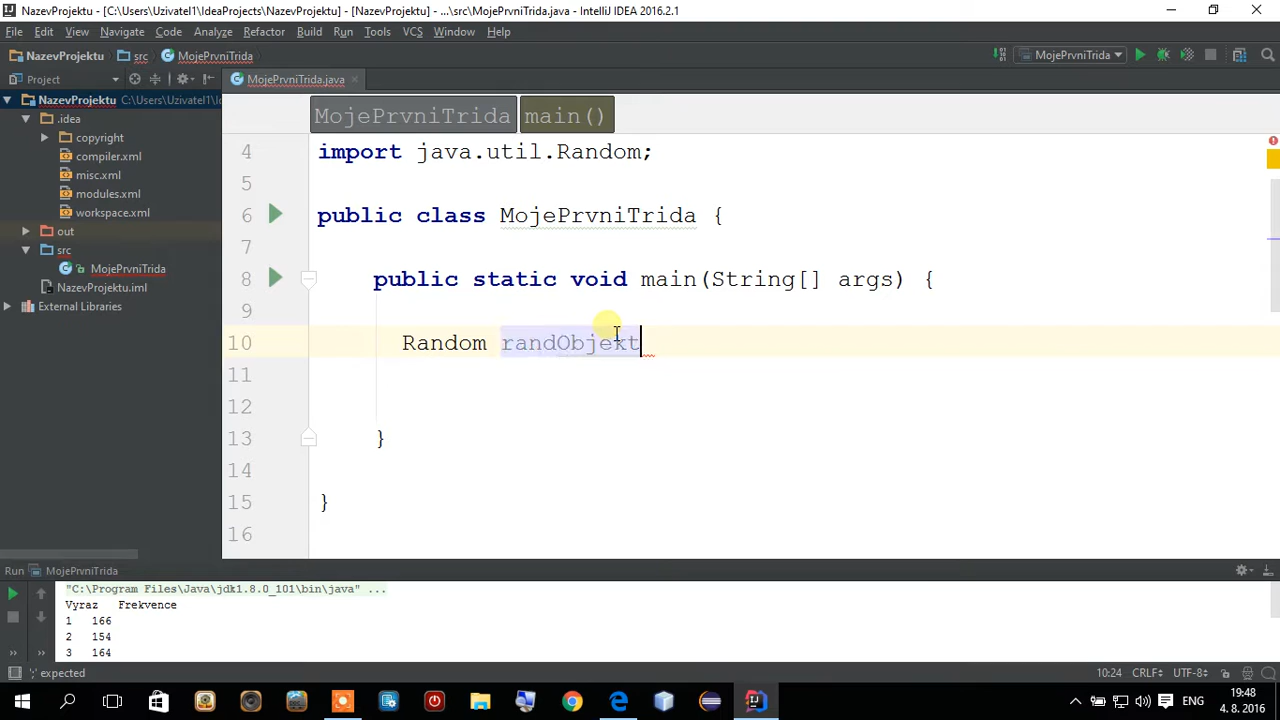 NazevProjektu - [C:\Users\Uzivatel1\IdeaProjects\NazevProjektu] - [NazevProjektu] - ...\src\MojePrvniTrida.java - IntelliJ IDEA 2016.2.1
File Edit View Navigate Code Analyze Refactor Build Run Tools VCS Window Help
NazevProjektu src MojePrvniTrida MojePrvniTrida
Project MojePrvniTrida.java
NazevProjektu C:\Users\Uzivatel1\Id
.idea
copyright
compiler.xml
misc.xml
modules.xml
workspace.xml
out
src
MojePrvniTrida
NazevProjektu.iml
External Libraries
MojePrvniTrida main()
4 import java.util.Random;
5
6 public class MojePrvniTrida {
7
8 public static void main(String[] args) {
9
10 Random randObjekt
11
12
13 }
14
15 }
16
Run MojePrvniTrida
"C:\Program Files\Java\jdk1.8.0_101\bin\java" ...
Vyraz Frekvence
1 166
2 154
3 164
';' expected 10:24 CRLF UTF-8
ENG 19:48
4. 8. 2016